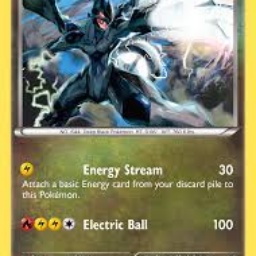 Energy Stream 30
Attach a basic Energy card from your discard pile to
this Pokémon.
Electric Ball 100